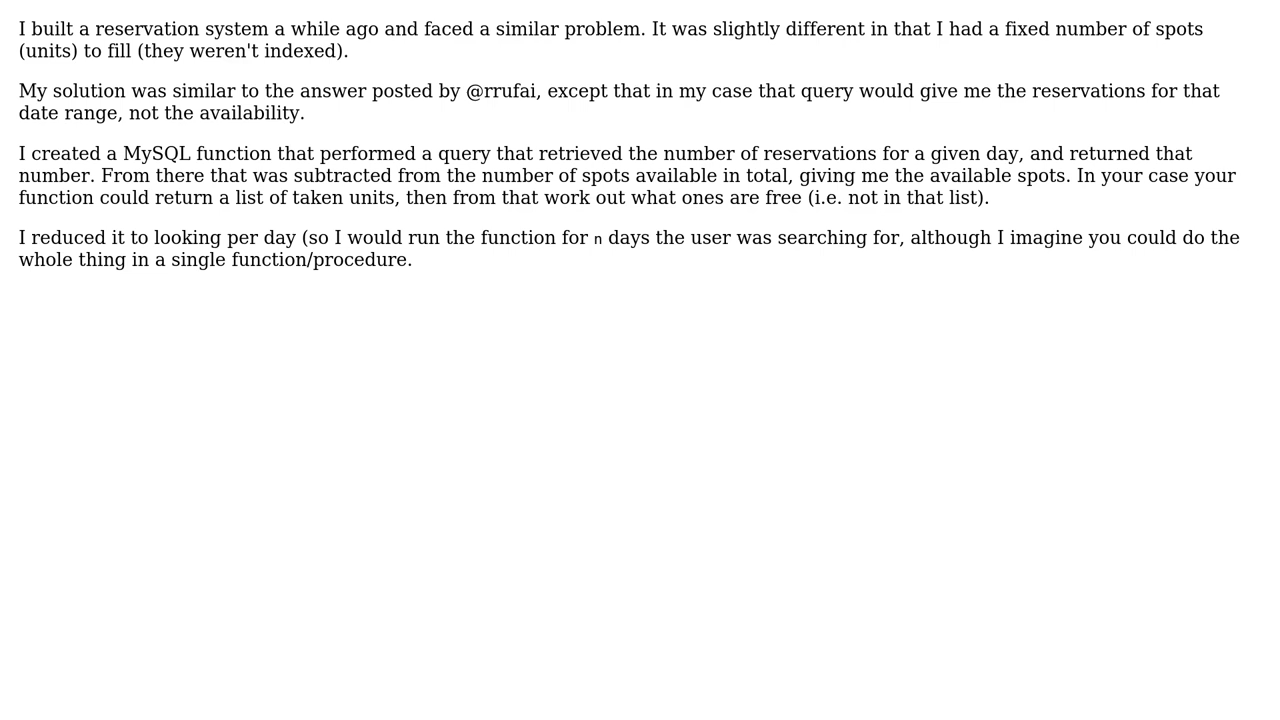 I built a reservation system a while ago and faced a similar problem. It was slightly different in that I had a fixed number of spots
(units) to fill (they weren't indexed).
My solution was similar to the answer posted by @rrufai, except that in my case that query would give me the reservations for that
date range, not the availability.
I created a MySQL function that performed a query that retrieved the number of reservations for a given day, and returned that
number. From there that was subtracted from the number of spots available in total, giving me the available spots. In your case your
function could return a list of taken units, then from that work out what ones are free (i.e. not in that list).
I reduced it to looking per day (so I would run the function for n days the user was searching for, although I imagine you could do the
whole thing in a single function/procedure.